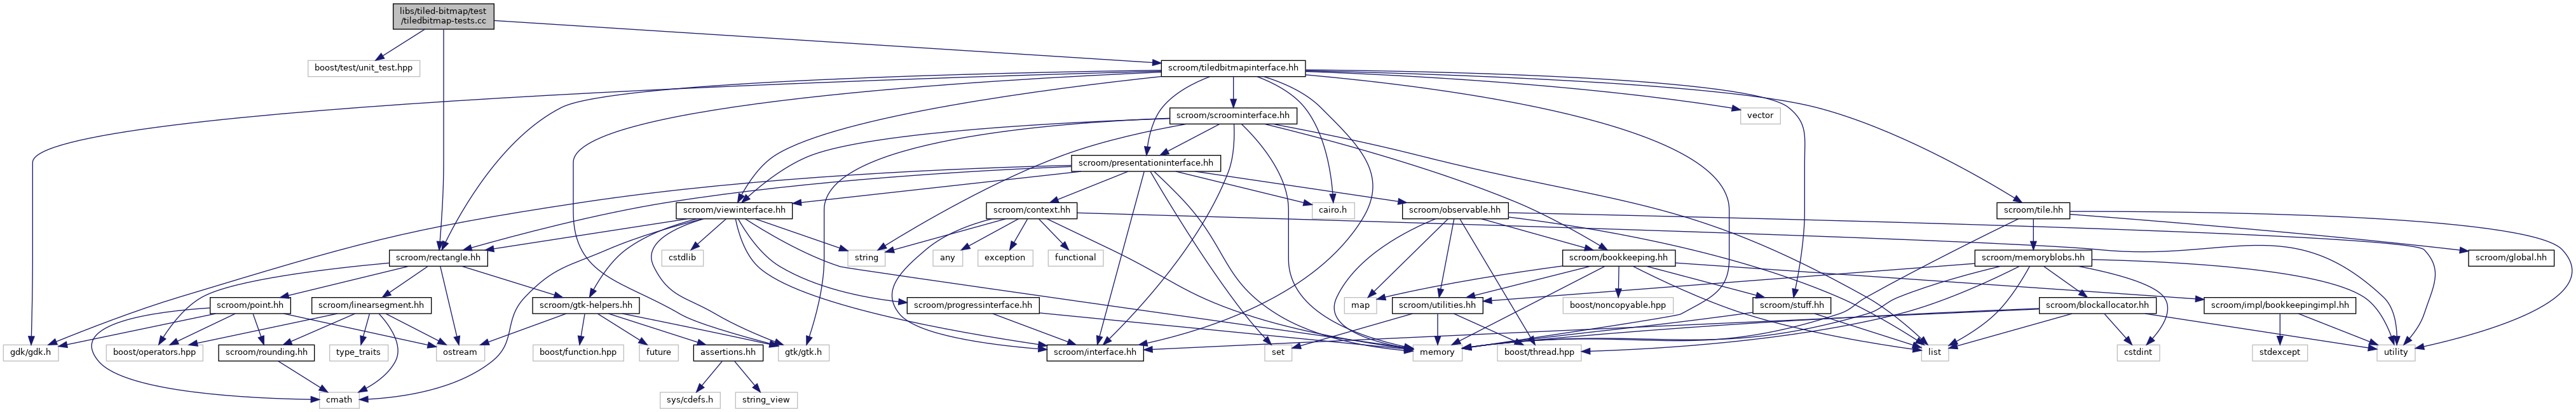 libs/tiled-bitmap/test
/tiledbitmap-tests.cc
boost/test/unit_test.hpp
scroom/tiledbitmapinterface.hh
scroom/scroominterface.hh
vector
scroom/presentationinterface.hh
scroom/viewinterface.hh
scroom/context.hh
cairo.h
scroom/observable.hh
scroom/tile.hh
scroom/rectangle.hh
cstdlib
string
any
exception
functional
scroom/bookkeeping.hh
scroom/memoryblobs.hh
scroom/global.hh
scroom/point.hh
scroom/linearsegment.hh
scroom/gtk-helpers.hh
scroom/progressinterface.hh
map
scroom/utilities.hh
boost/noncopyable.hpp
scroom/stuff.hh
scroom/blockallocator.hh
scroom/impl/bookkeepingimpl.hh
gdk/gdk.h
boost/operators.hpp
scroom/rounding.hh
type_traits
ostream
boost/function.hpp
future
assertions.hh
gtk/gtk.h
scroom/interface.hh
set
memory
boost/thread.hpp
list
cstdint
stdexcept
utility
cmath
sys/cdefs.h
string_view